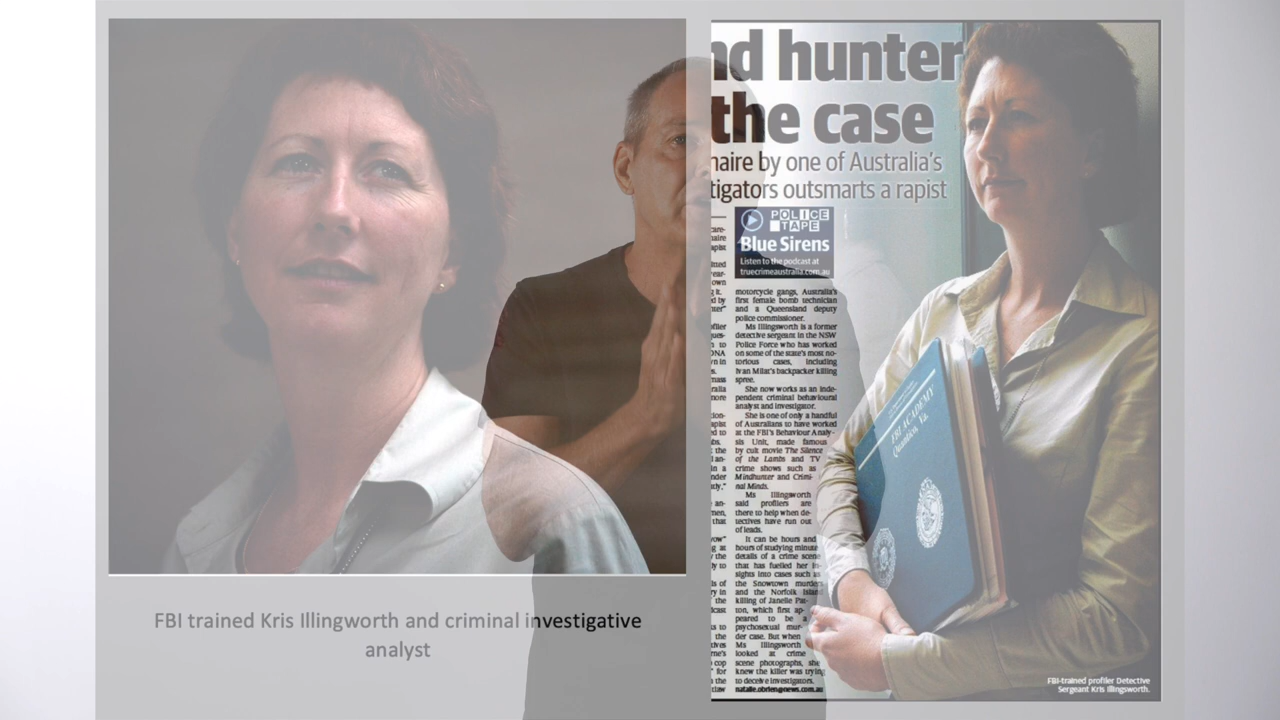 FBI trained Kris Illingworth and criminal investigative
analyst
nd hunter
the case
naire by one of Australia's
tigators outsmarts a rapist
POLICE
TAPE
Blue Sirens
Listen to the podcast at
truecrimeaustralia.com.au
motorcycle gangs, Australia's
first female bomb technician
and a Queensland deputy
police commissioner.
Ms Illingsworth is a former
detective sergeant in the NSW
Police Force who has worked
on some of the state's most no-
torious cases, including
Ivan Milat's backpacker killing
spree.
She now works as an inde-
pendent criminal behavioural
analyst and investigator.
She is one of only a handful
of Australians to have worked
at the FBI's Behaviour Analy-
sis Unit, made famous
by cult movie The Silence
of the Lambs and TV
crime shows such as
Mindhunter and Crimi-
nal Minds.
Ms Illingsworth
said profilers are
there to help when de-
tectives have run out
of leads.
It can be hours and
hours of studying minute
details of a crime scene
that has fuelled her in-
sights into cases such as
the Snowtown murders
and the Norfolk Island
killing of Janelle Pat-
ton, which first ap-
peared to be a
psychosexual mur-
der case. But when
Ms Illingsworth
looked at crime
scene photographs, she
knew the killer was trying
to deceive investigators.
natalie.obrien@news.com.au
FBI ACADEMY
Quantico, Va.
FBI-trained profiler Detective
Sergeant Kris Illingsworth.